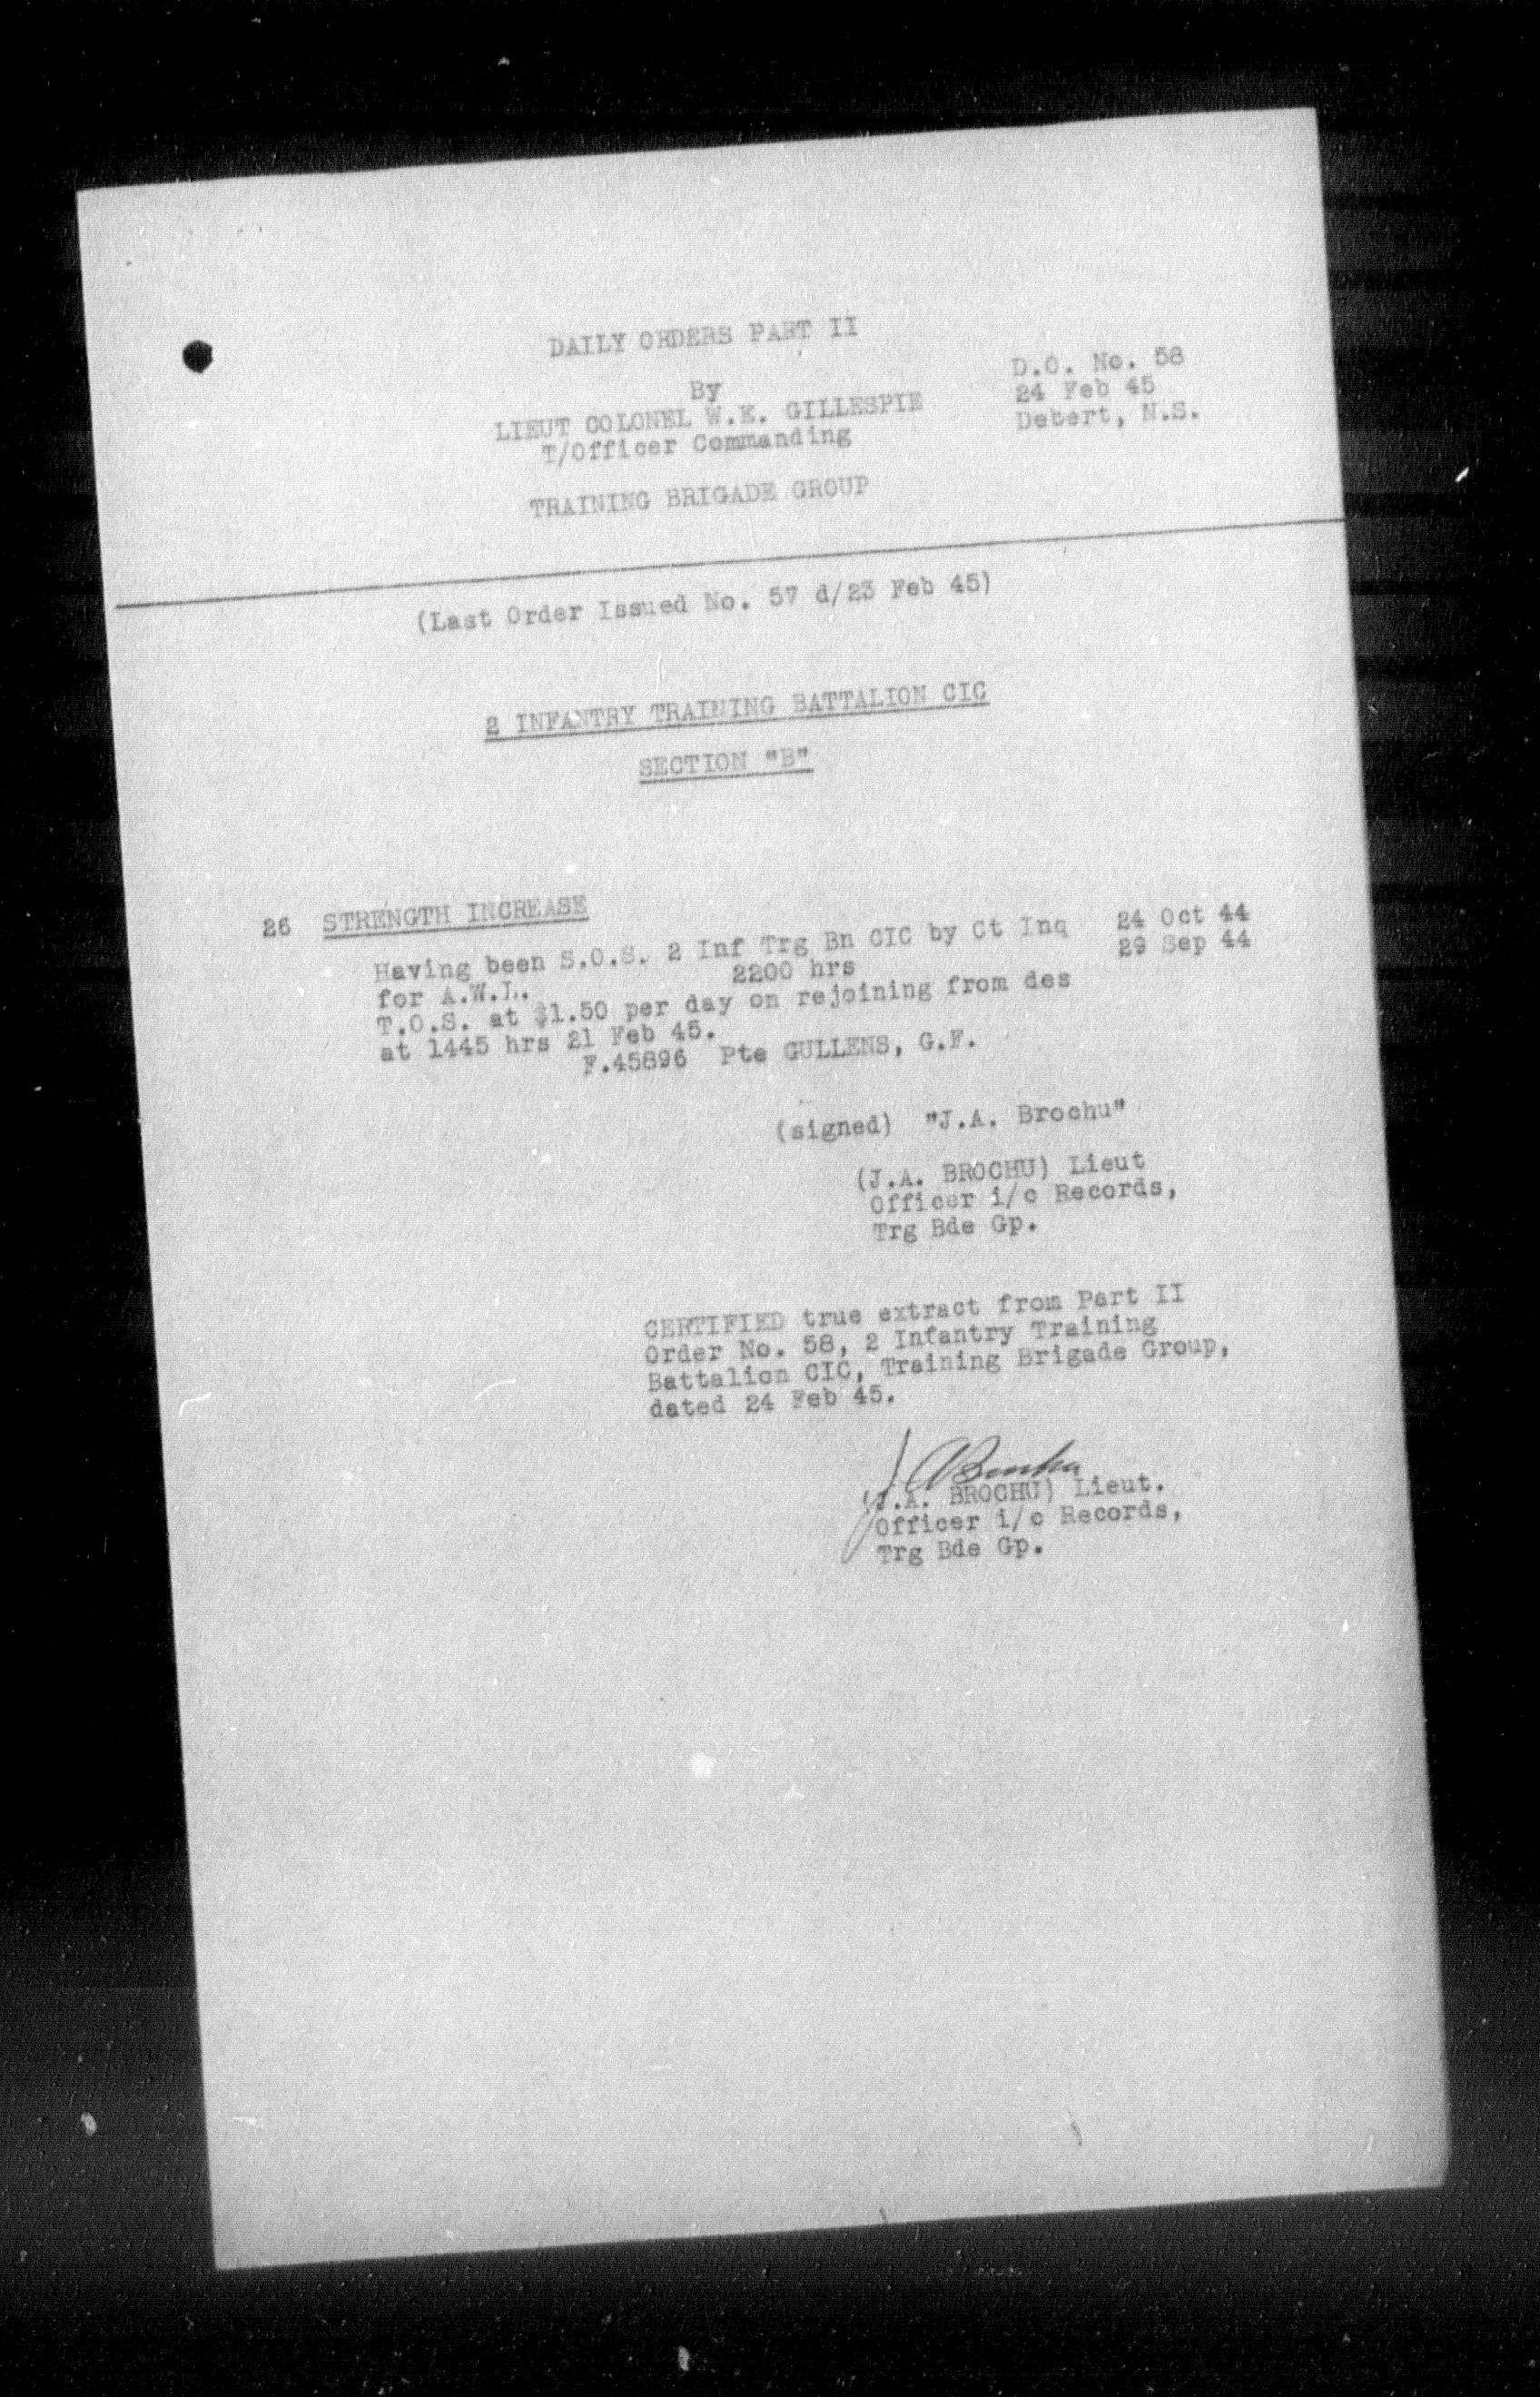 DAILY ORDERS PART II
By
LIEUT COLONEL W.E. GILLESPIE
T/Officer Commanding
TRAINING BRIGADE GROUP
D.O. No. 58
24 Feb 45
Debert, N.S.
(Last Order Issued No. 57 d/23 Feb 45)
2 INFANTRY TRAINING BATTALION CIC
SECTION "B"
26 STRENGTH INCREASE
Having been S.O.S. 2 Inf Trg Bn CIC by Ct Inq 24 Oct 44
for A.W.L. 2200 hrs 29 Sep 44
T.O.S. at $1.50 per day on rejoining from des
at 1445 hrs 21 Feb 45.
F.45896 Pte GULLENS, G.F.
(signed) "J.A. Brochu"
(J.A. BROCHU) Lieut
Officer i/c Records,
Trg Bde Gp.
CERTIFIED true extract from Part II
Order No. 58, 2 Infantry Training
Battalion CIC, Training Brigade Group,
dated 24 Feb 45.
J A Brochu
(J.A. BROCHU) Lieut.
Officer i/c Records,
Trg Bde Gp.